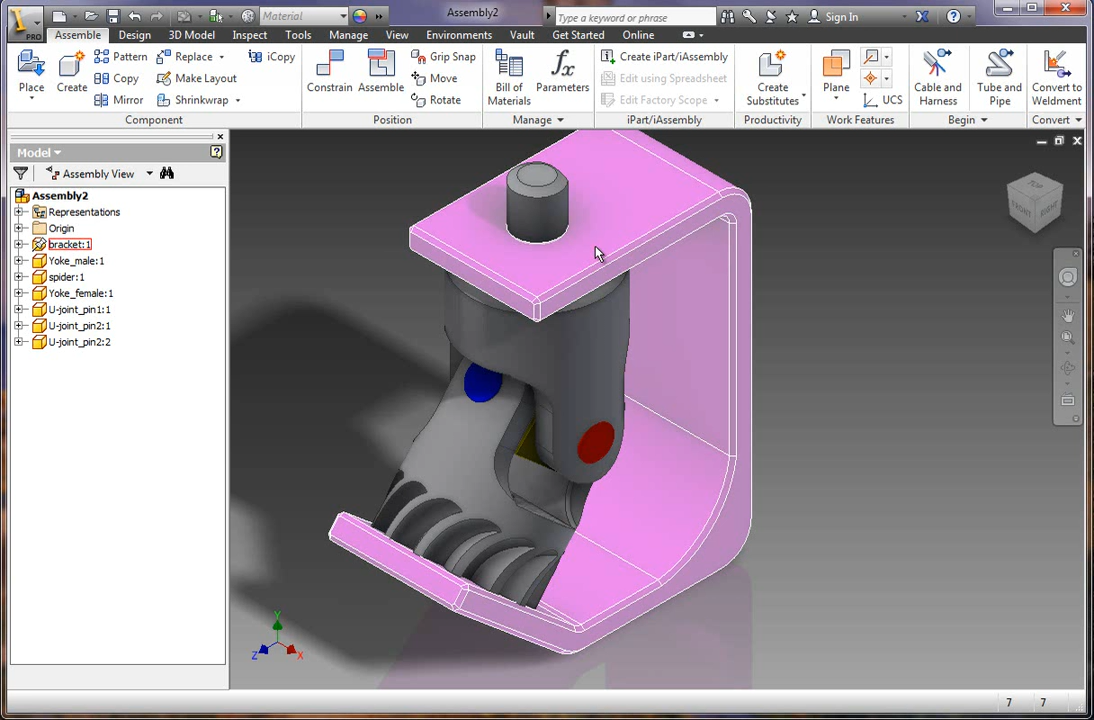 Material
Assembly2
Type a keyword or phrase
Sign In
PRO
Assemble Design 3D Model Inspect Tools Manage View Environments Vault Get Started Online
Place
Create
Pattern
Copy
Mirror
Replace
Make Layout
Shrinkwrap
iCopy
Component
Constrain
Assemble
Grip Snap
Move
Rotate
Position
Bill of
Materials
fx
Parameters
Manage
Create iPart/iAssembly
Edit using Spreadsheet
Edit Factory Scope
iPart/iAssembly
Create
Substitutes
Productivity
Plane
UCS
Work Features
Cable and
Harness
Tube and
Pipe
Begin
Convert to
Weldment
Convert
Model
Assembly View
Assembly2
Representations
Origin
bracket:1
Yoke_male:1
spider:1
Yoke_female:1
U-joint_pin1:1
U-joint_pin2:1
U-joint_pin2:2
TOP
FRONT
RIGHT
Y
Z
X
7 7